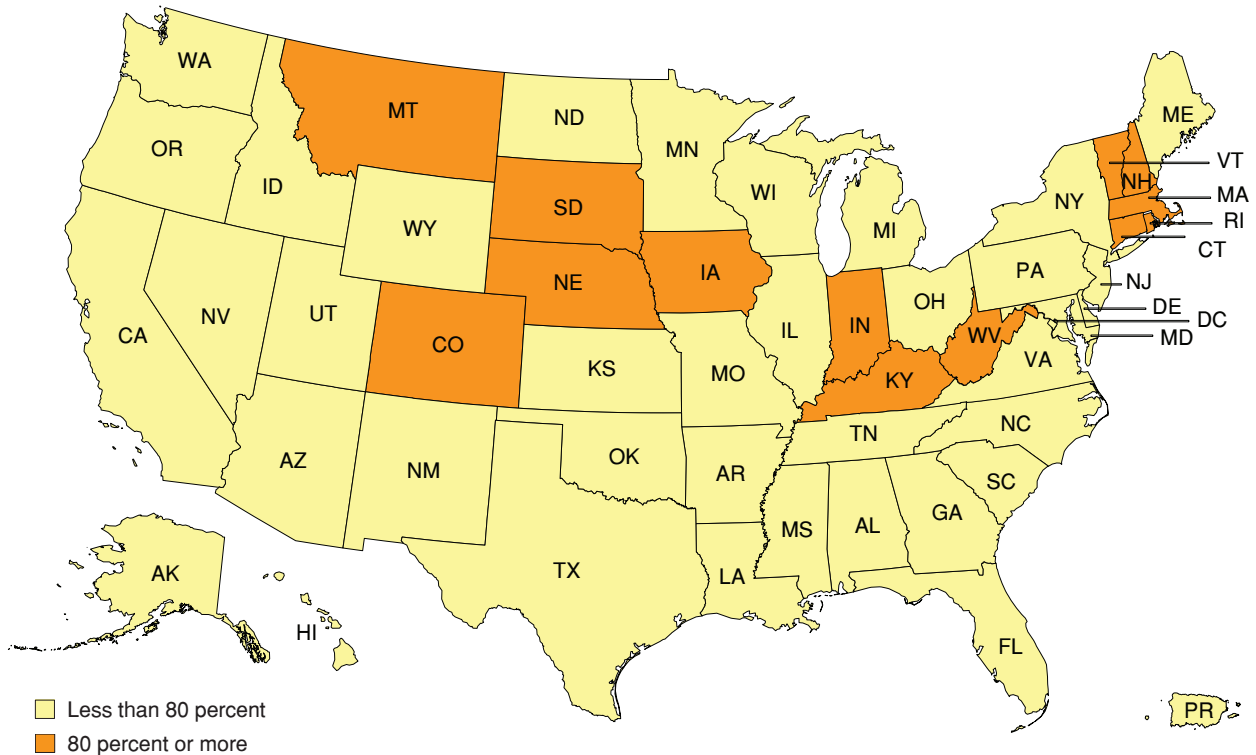 WA
MT
ND
MN
ME
VT
OR
ID
SD
WI
NH
NY
MA
RI
WY
MI
CT
IA
NE
PA
NJ
NV
UT
IL
IN
OH
DE
DC
CA
CO
WV
MD
KS
MO
KY
VA
AZ
NM
OK
AR
TN
NC
SC
MS
AL
GA
TX
LA
AK
HI
FL
PR
Less than 80 percent
80 percent or more